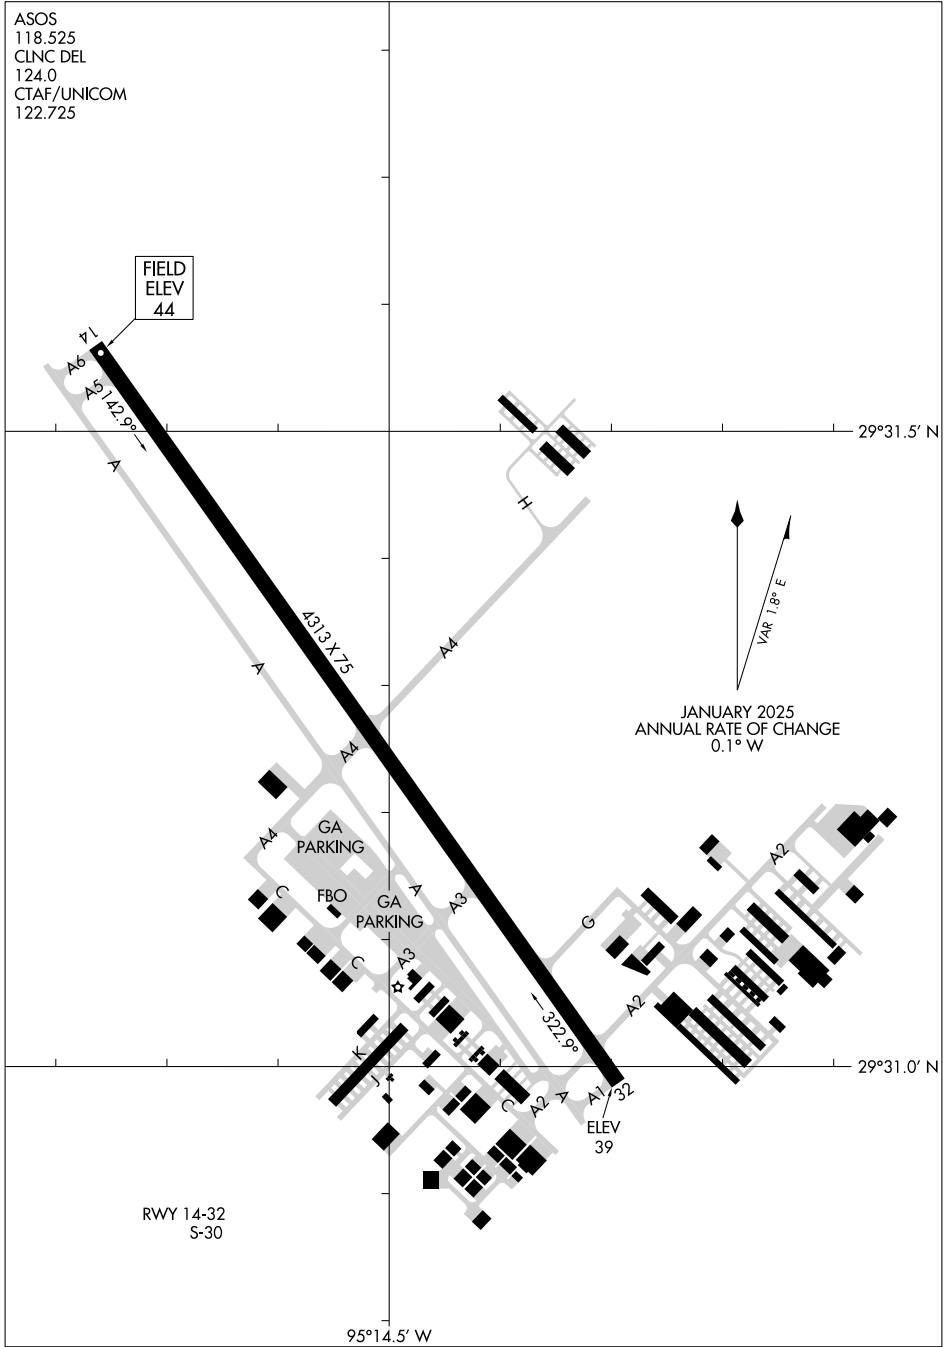 ASOS
118.525
CLNC DEL
124.0
CTAF/UNICOM
122.725
FIELD
ELEV
44
14
A6
A5
142.9°
A
29°31.5' N
H
VAR 1.8° E
4313 X 75
A4
A
JANUARY 2025
ANNUAL RATE OF CHANGE
0.1° W
A4
GA
PARKING
A4
A2
A
C
FBO
GA
PARKING
A3
G
C
A3
A2
322.9°
K
29°31.0' N
J
A
A1
32
C
A2
ELEV
39
RWY 14-32
S-30
95°14.5' W